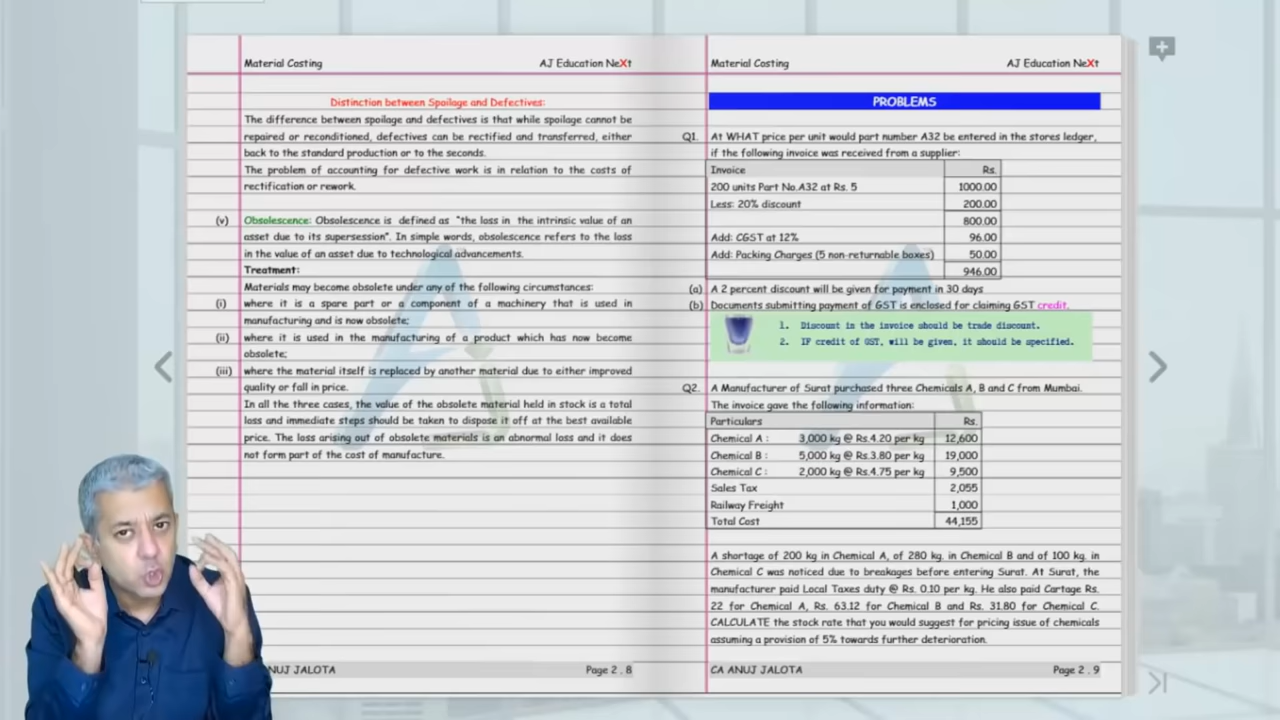 Material Costing AJ Education NeXt
Distinction between Spoilage and Defectives:
The difference between spoilage and defectives is that while spoilage cannot be
repaired or reconditioned, defectives can be rectified and transferred, either
back to the standard production or to the seconds.
The problem of accounting for defective work is in relation to the costs of
rectification or rework.
(v) Obsolescence: Obsolescence is defined as "the loss in the intrinsic value of an
asset due to its supersession". In simple words, obsolescence refers to the loss
in the value of an asset due to technological advancements.
Treatment:
Materials may become obsolete under any of the following circumstances:
(i) where it is a spare part or a component of a machinery that is used in
manufacturing and is now obsolete;
(ii) where it is used in the manufacturing of a product which has now become
obsolete;
(iii) where the material itself is replaced by another material due to either improved
quality or fall in price.
In all the three cases, the value of the obsolete material held in stock is a total
loss and immediate steps should be taken to dispose it off at the best available
price. The loss arising out of obsolete materials is an abnormal loss and it does
not form part of the cost of manufacture.
NUJ JALOTA Page 2 . 8
Material Costing AJ Education NeXt
PROBLEMS
Q1. At WHAT price per unit would part number A32 be entered in the stores ledger,
if the following invoice was received from a supplier:
Invoice Rs.
200 units Part No.A32 at Rs. 5 1000.00
Less: 20% discount 200.00
800.00
Add: CGST at 12% 96.00
Add: Packing Charges (5 non-returnable boxes) 50.00
946.00
(a) A 2 percent discount will be given for payment in 30 days
(b) Documents submitting payment of GST is enclosed for claiming GST credit.
1. Discount in the invoice should be trade discount.
2. IF credit of GST, will be given, it should be specified.
Q2. A Manufacturer of Surat purchased three Chemicals A, B and C from Mumbai.
The invoice gave the following information:
Particulars Rs.
Chemical A : 3,000 kg @ Rs.4.20 per kg 12,600
Chemical B : 5,000 kg @ Rs.3.80 per kg 19,000
Chemical C : 2,000 kg @ Rs.4.75 per kg 9,500
Sales Tax 2,055
Railway Freight 1,000
Total Cost 44,155
A shortage of 200 kg in Chemical A, of 280 kg. in Chemical B and of 100 kg. in
Chemical C was noticed due to breakages before entering Surat. At Surat, the
manufacturer paid Local Taxes duty @ Rs. 0.10 per kg. He also paid Cartage Rs.
22 for Chemical A, Rs. 63.12 for Chemical B and Rs. 31.80 for Chemical C.
CALCULATE the stock rate that you would suggest for pricing issue of chemicals
assuming a provision of 5% towards further deterioration.
CA ANUJ JALOTA Page 2 . 9